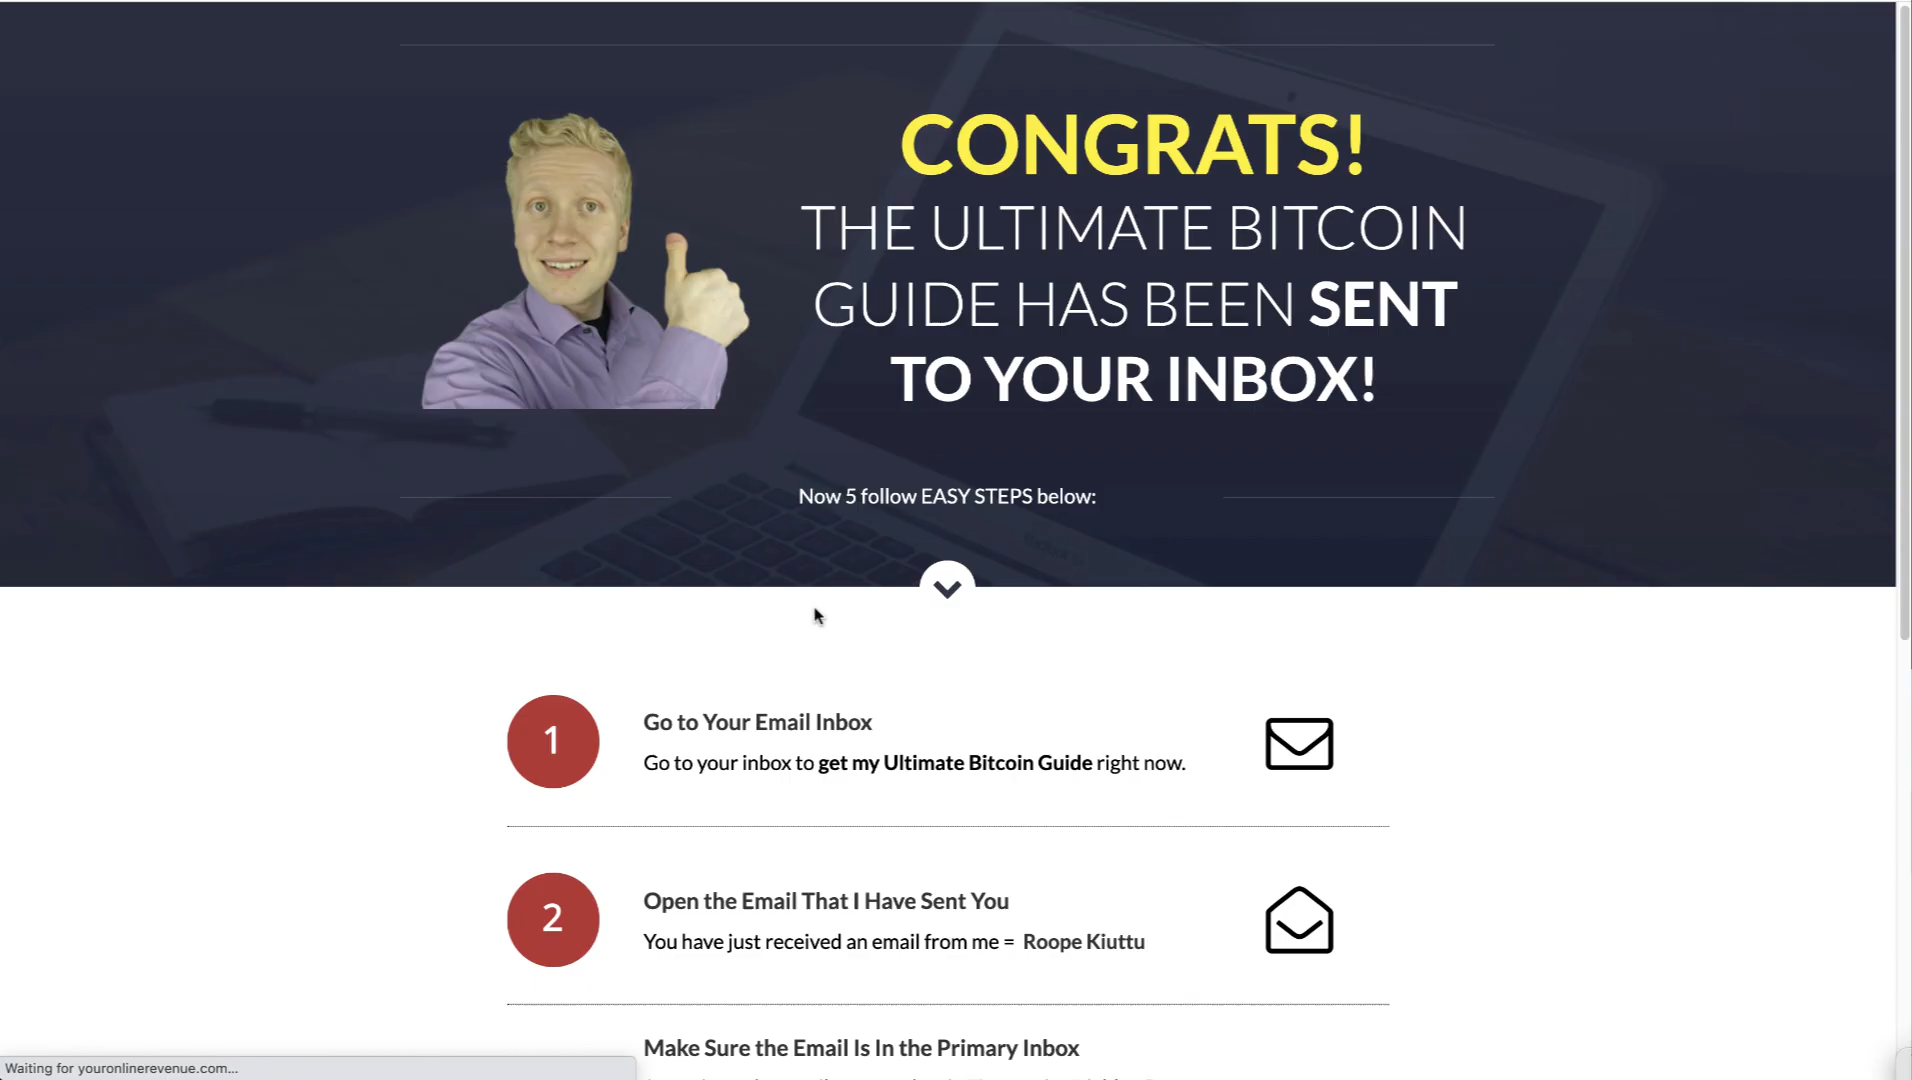 CONGRATS!
THE ULTIMATE BITCOIN
GUIDE HAS BEEN SENT
TO YOUR INBOX!
Now 5 follow EASY STEPS below:
1
Go to Your Email Inbox
Go to your inbox to get my Ultimate Bitcoin Guide right now.
2
Open the Email That I Have Sent You
You have just received an email from me = Roope Kiuttu
Make Sure the Email Is In the Primary Inbox
Waiting for youronlinerevenue.com...